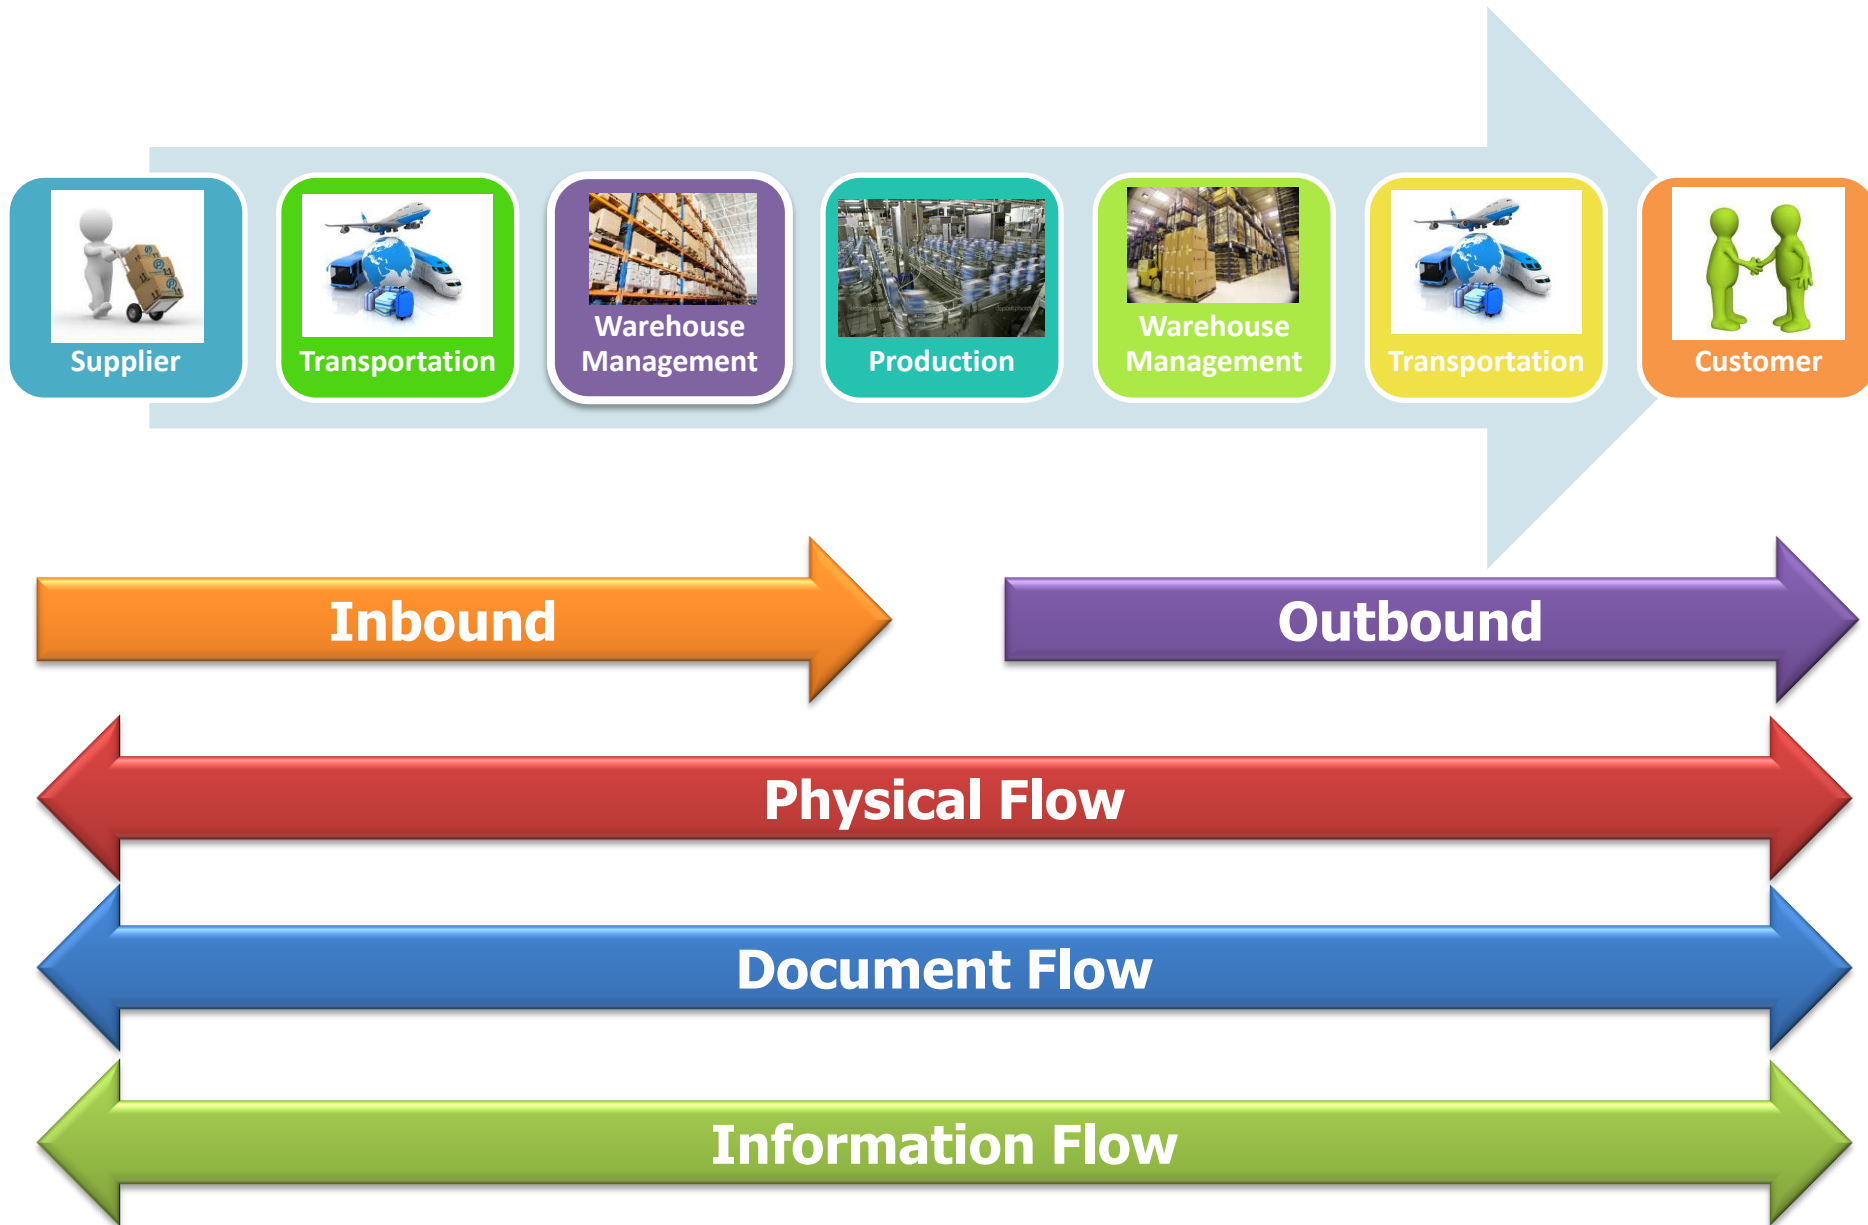 Supplier
Transportation
Warehouse
Management
Production
Warehouse
Management
Transportation
Customer
Inbound
Outbound
Physical Flow
Document Flow
Information Flow